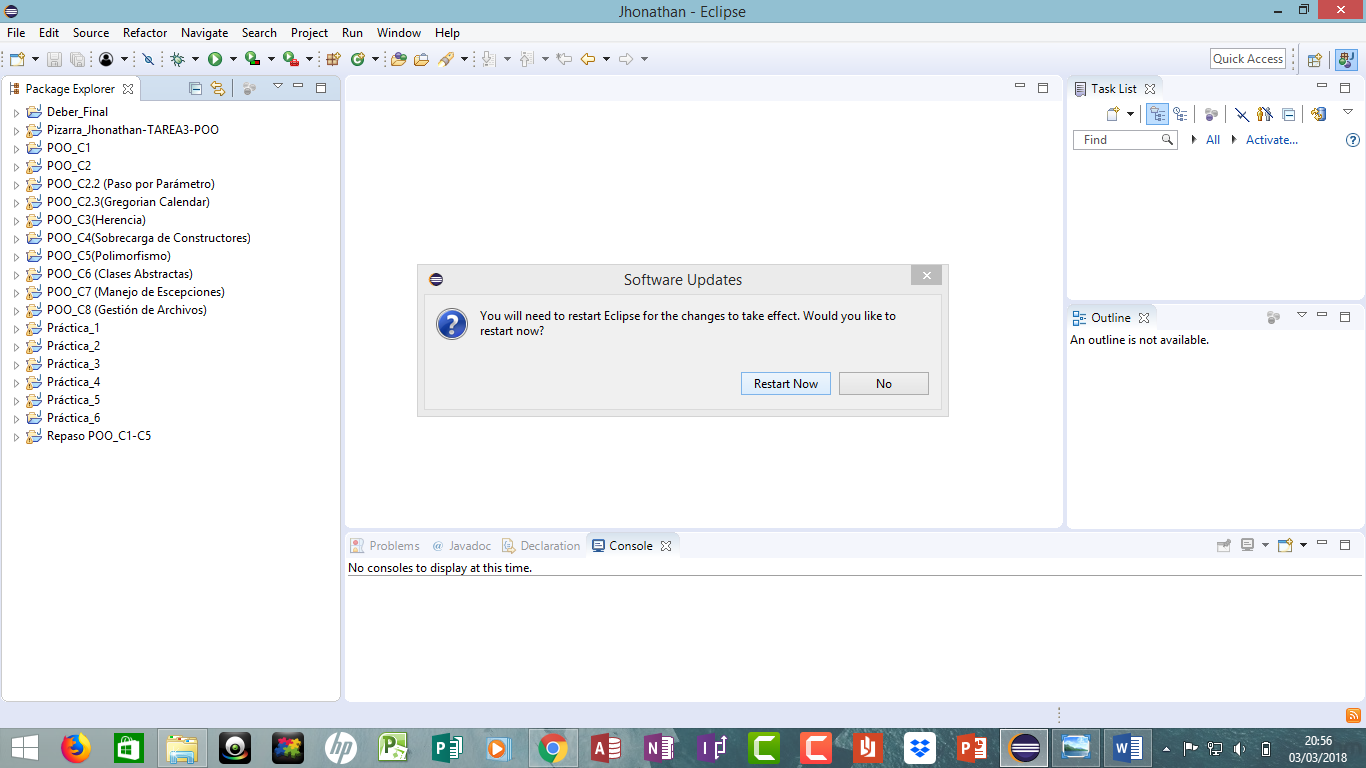 Jhonathan - Eclipse
File Edit Source Refactor Navigate Search Project Run Window Help
Quick Access
Package Explorer
Deber_Final
Pizarra_Jhonathan-TAREA3-POO
POO_C1
POO_C2
POO_C2.2 (Paso por Parámetro)
POO_C2.3(Gregorian Calendar)
POO_C3(Herencia)
POO_C4(Sobrecarga de Constructores)
POO_C5(Polimorfismo)
POO_C6 (Clases Abstractas)
POO_C7 (Manejo de Escepciones)
POO_C8 (Gestión de Archivos)
Práctica_1
Práctica_2
Práctica_3
Práctica_4
Práctica_5
Práctica_6
Repaso POO_C1-C5
Software Updates
You will need to restart Eclipse for the changes to take effect. Would you like to
restart now?
Restart Now No
Task List
Find All Activate...
Outline
An outline is not available.
Problems @ Javadoc Declaration Console
No consoles to display at this time.
20:56
03/03/2018